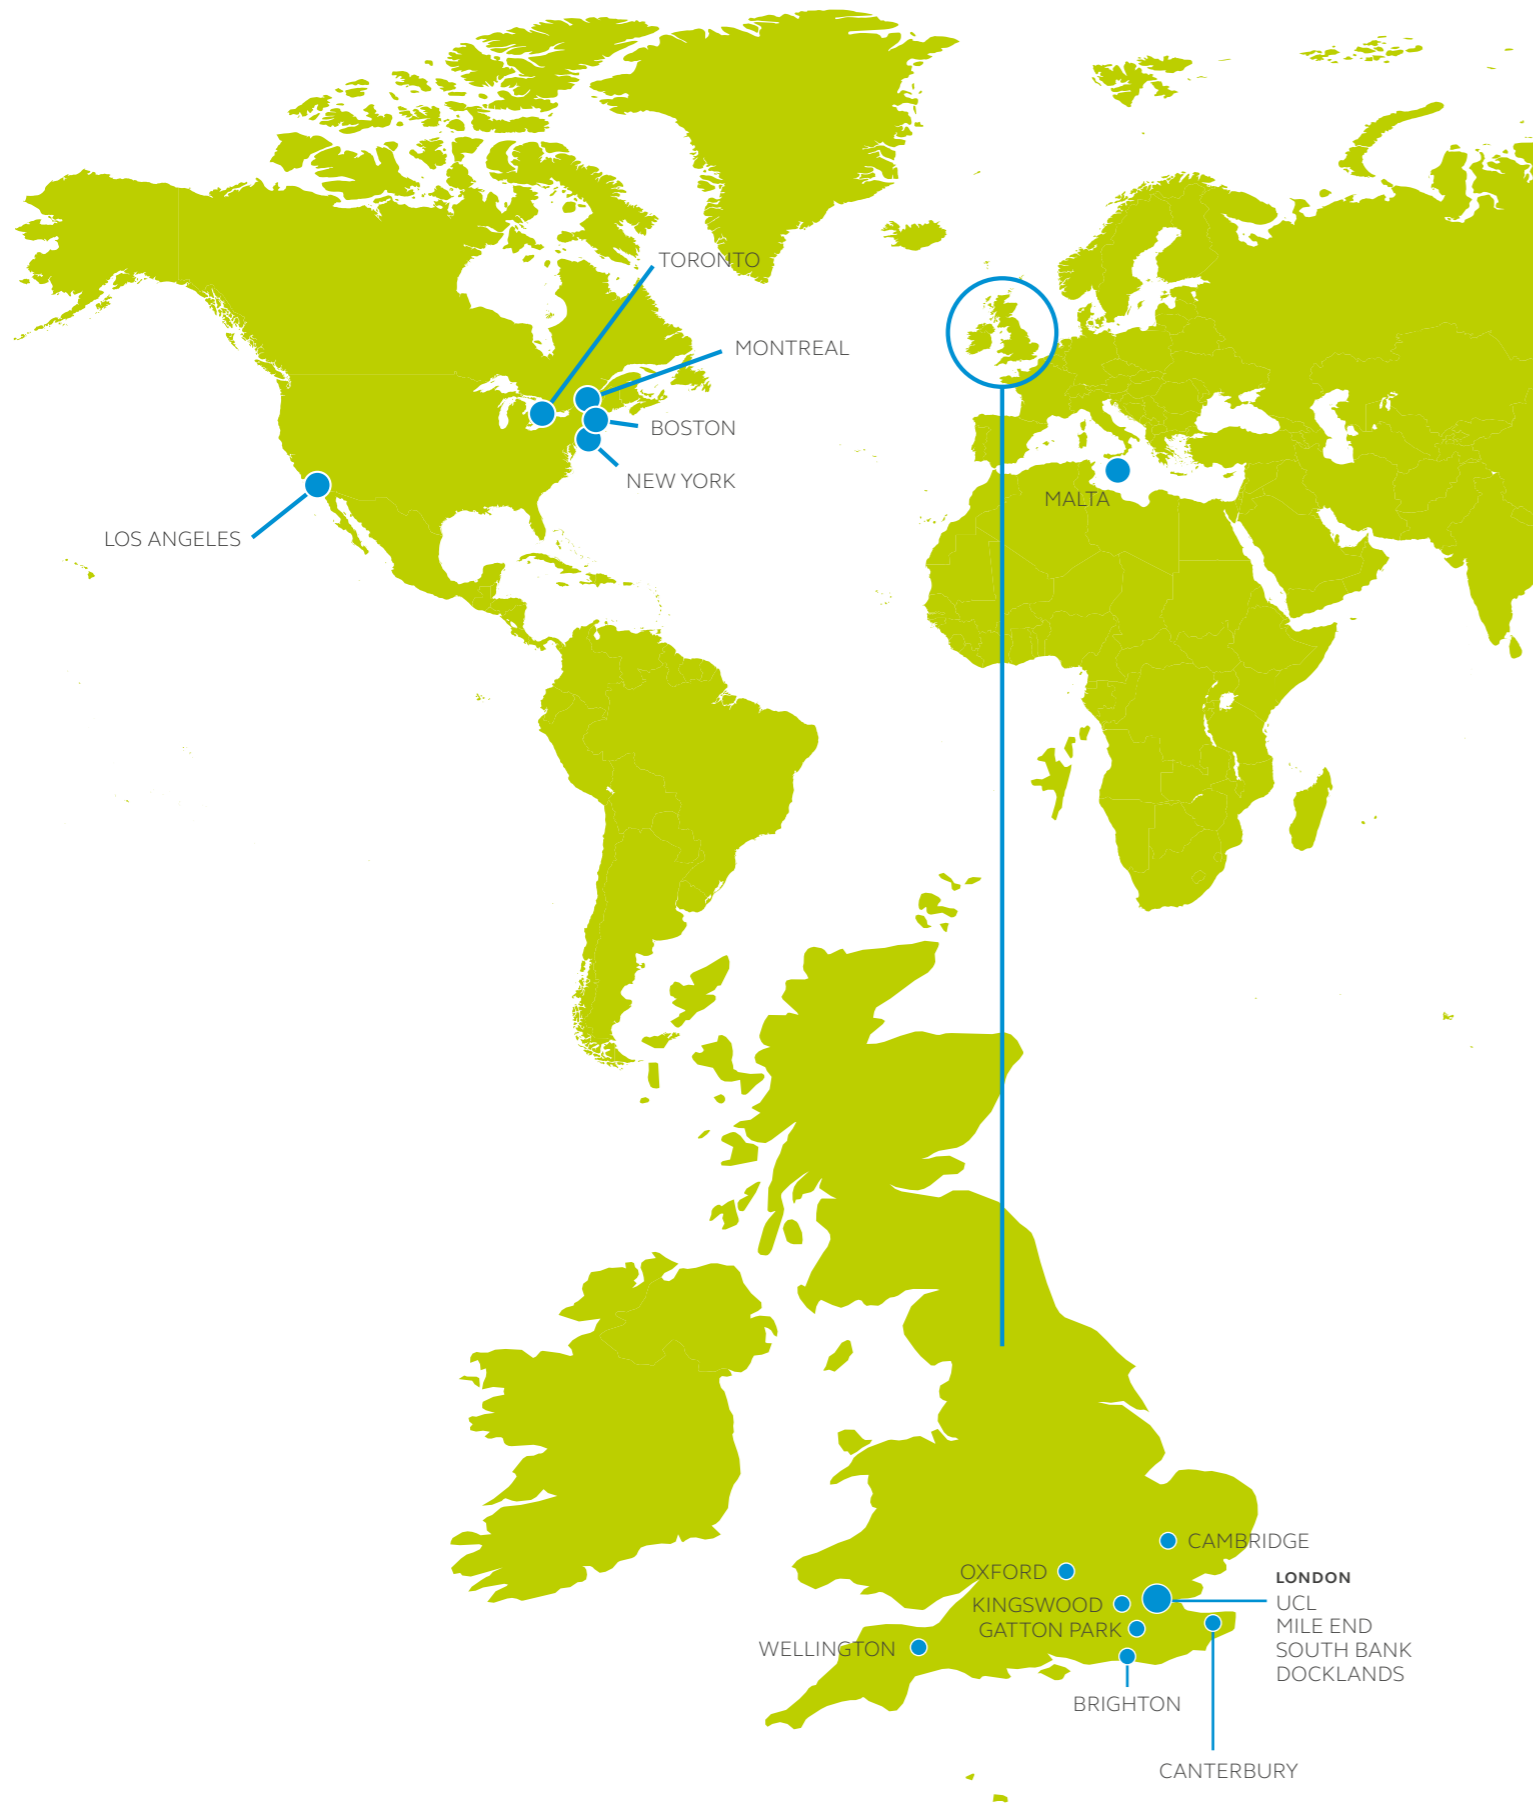 TORONTO
MONTREAL
BOSTON
NEW YORK
MALTA
LOS ANGELES
CAMBRIDGE
OXFORD
LONDON
UCL
KINGSWOOD
MILE END
GATTON PARK
SOUTH BANK
WELLINGTON
DOCKLANDS
BRIGHTON
CANTERBURY